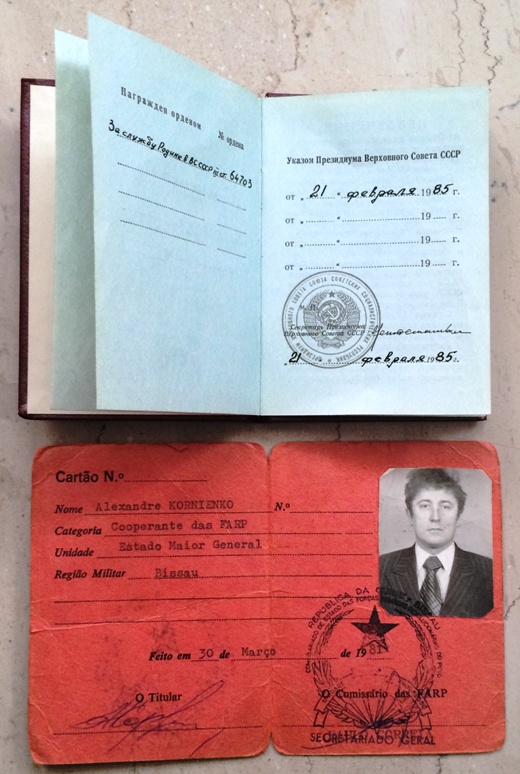 Награжден орденом № ордена
За службу Родине в ВС СССР III ст. 64703
Указом Президиума Верховного Совета СССР
от „ 21 “ февраля 1985 г.
от „ “ 19 г.
от „ “ 19 г.
от „ “ 19 г.
Секретарь Президиума
Верховного Совета СССР
„21 февраля 1985 г.
Cartão N.º
Nome Alexandre KORNIENKO N.º
Categoria Cooperante das FARP
Unidade Estado Maior General
Região Militar Bissau
Feito em 30 de Março de 1981
O Titular O Comissário das FARP
SECRETARIADO GERAL